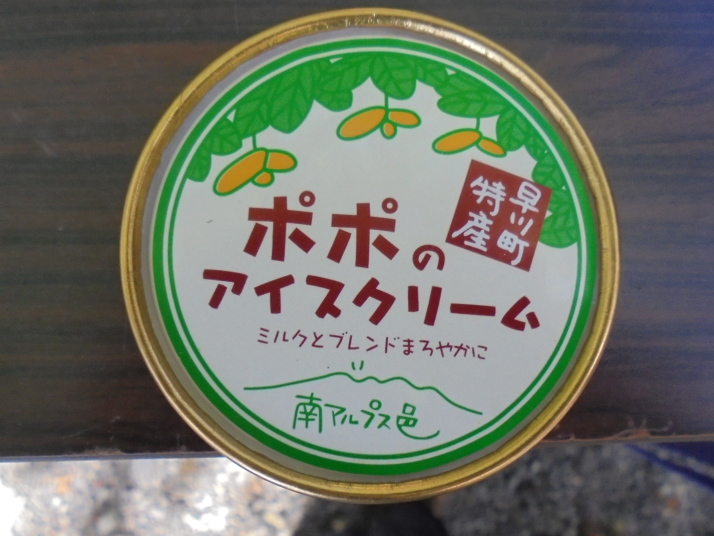 早川町
特産
ポポの
アイスクリーム
ミルクとブレンドまろやかに
南アルプス邑